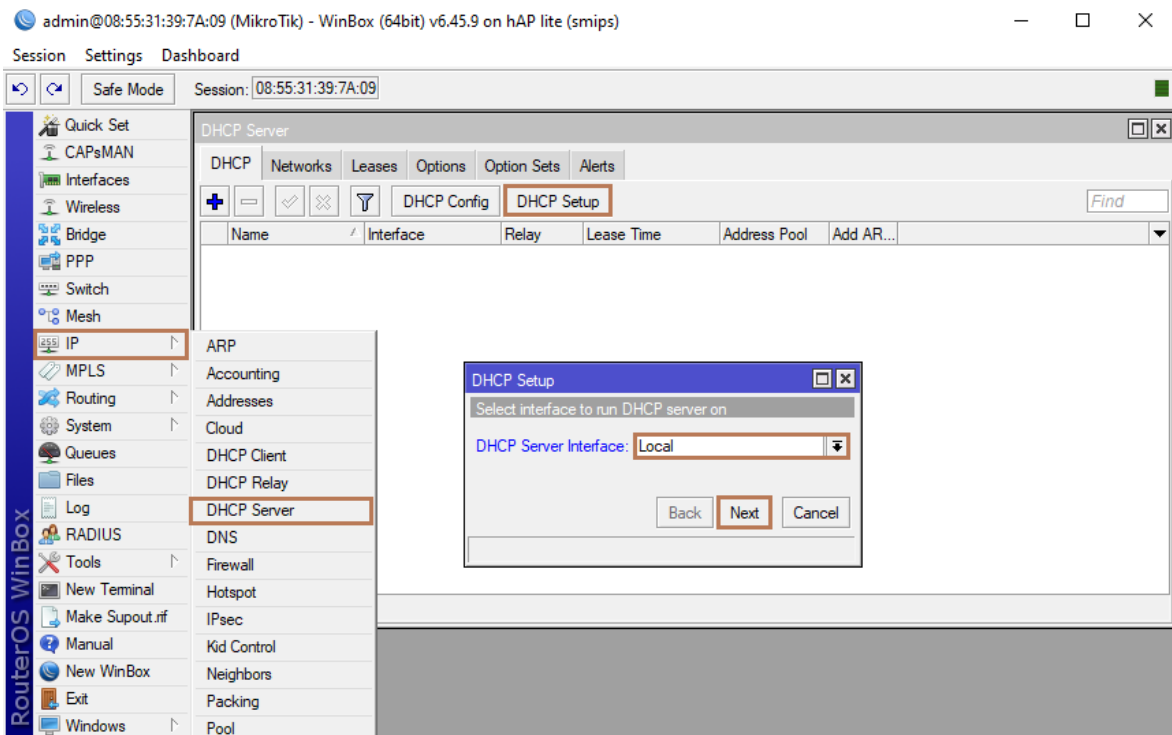 admin@08:55:31:39:7A:09 (MikroTik) - WinBox (64bit) v6.45.9 on hAP lite (smips)
Session Settings Dashboard
Safe Mode Session: 08:55:31:39:7A:09
RouterOS WinBox
Quick Set
CAPsMAN
Interfaces
Wireless
Bridge
PPP
Switch
Mesh
255 IP
MPLS
Routing
System
Queues
Files
Log
RADIUS
Tools
New Terminal
Make Supout.rif
Manual
New WinBox
Exit
Windows
ARP
Accounting
Addresses
Cloud
DHCP Client
DHCP Relay
DHCP Server
DNS
Firewall
Hotspot
IPsec
Kid Control
Neighbors
Packing
Pool
DHCP Server
DHCP Networks Leases Options Option Sets Alerts
DHCP Config DHCP Setup Find
Name / Interface Relay Lease Time Address Pool Add AR...
DHCP Setup
Select interface to run DHCP server on
DHCP Server Interface: Local
Back Next Cancel